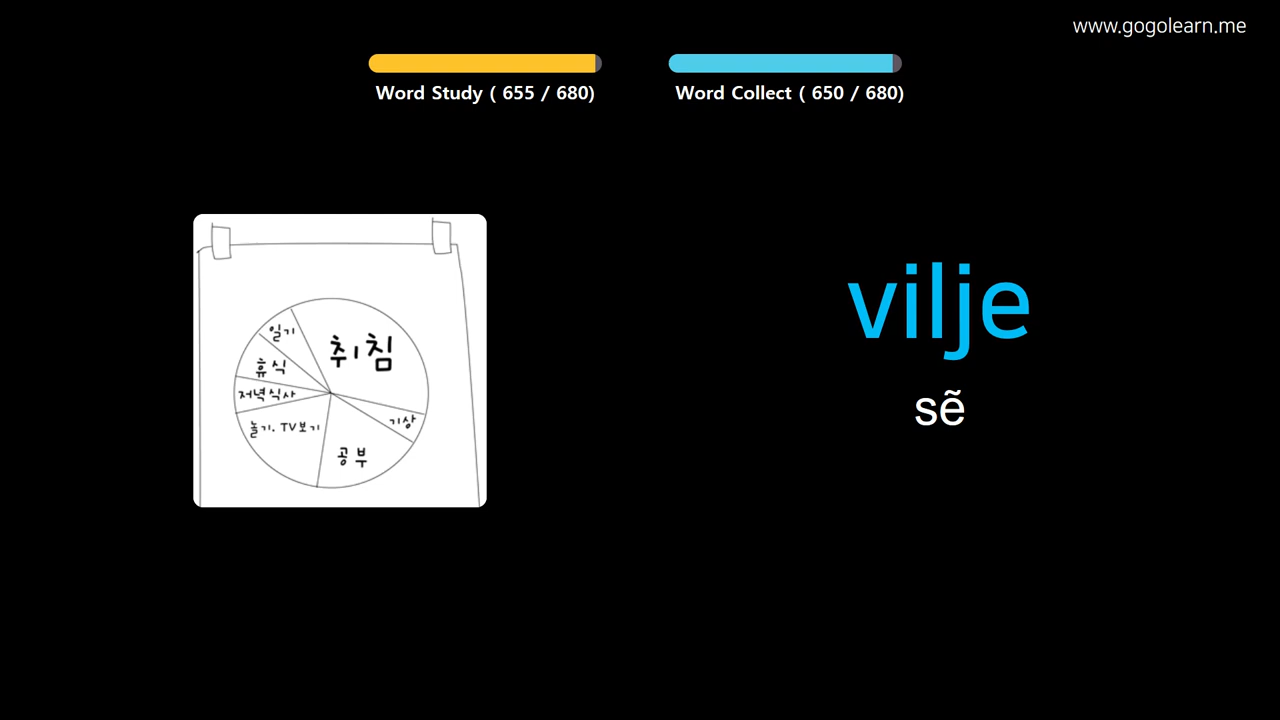 www.gogolearn.me
Word Study ( 655 / 680)
Word Collect ( 650 / 680)
일기
취침
휴식
저녁식사
기상
놀기. TV보기
공부
vilje
sẽ